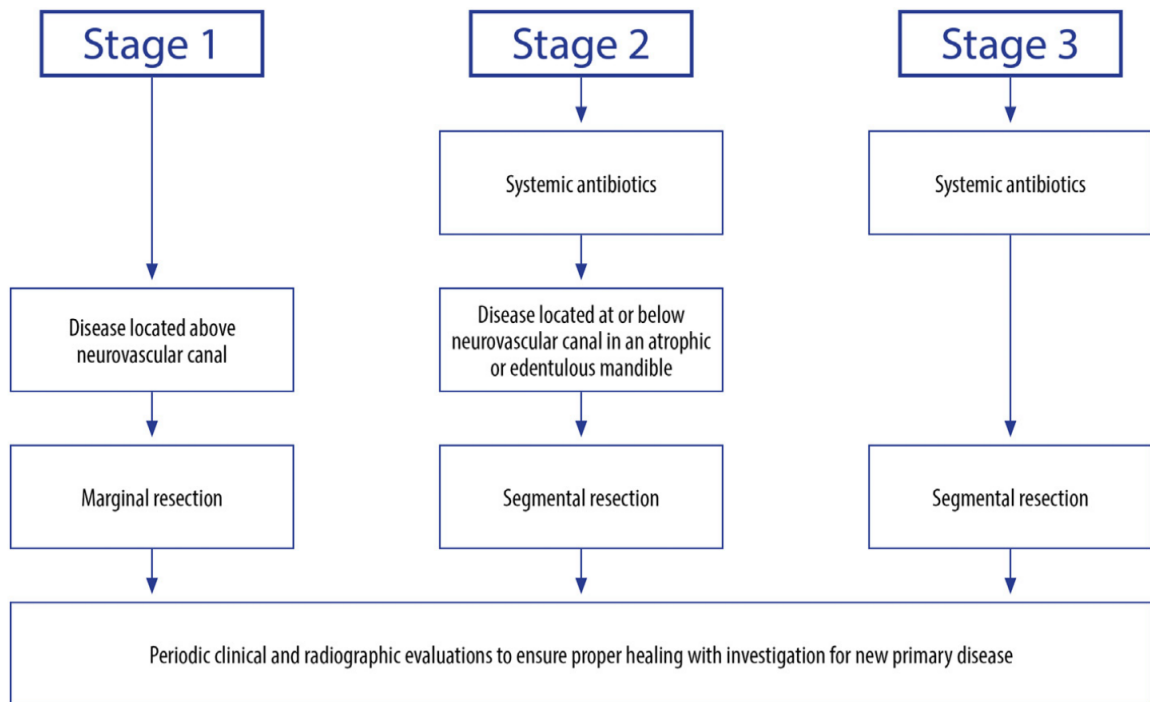 Stage 1
Stage 2
Stage 3
Systemic antibiotics
Systemic antibiotics
Disease located above
neurovascular canal
Disease located at or below
neurovascular canal in an atrophic
or edentulous mandible
Marginal resection
Segmental resection
Segmental resection
Periodic clinical and radiographic evaluations to ensure proper healing with investigation for new primary disease